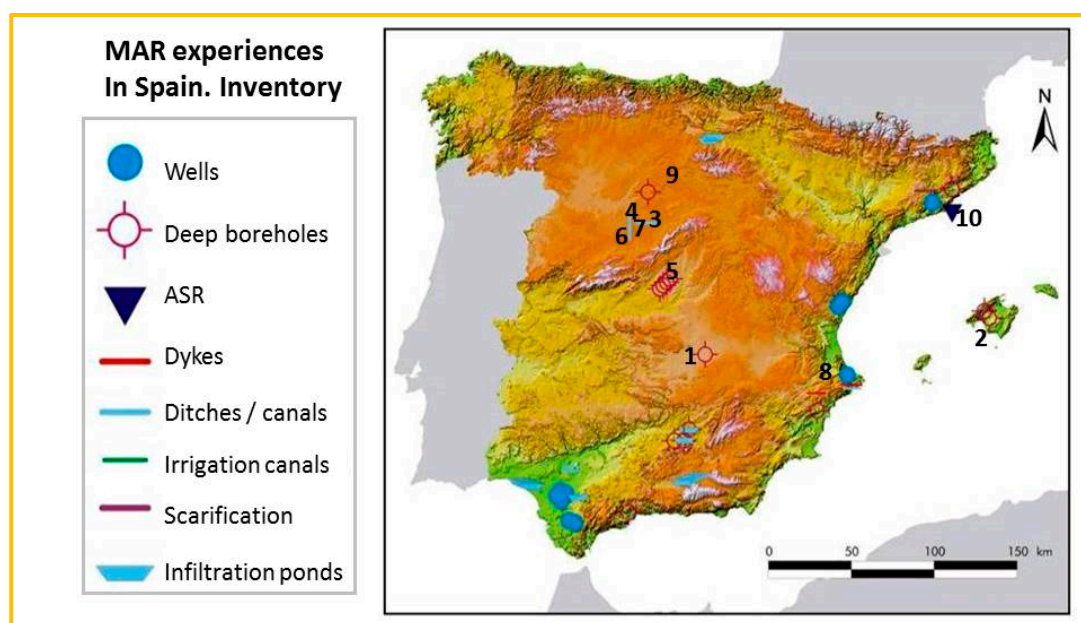 MAR experiences
In Spain. Inventory
Wells
Deep boreholes
ASR
Dykes
Ditches / canals
Irrigation canals
Scarification
Infiltration ponds
N
9
4
3
7
6
10
5
2
1
8
0 50 100 150 km